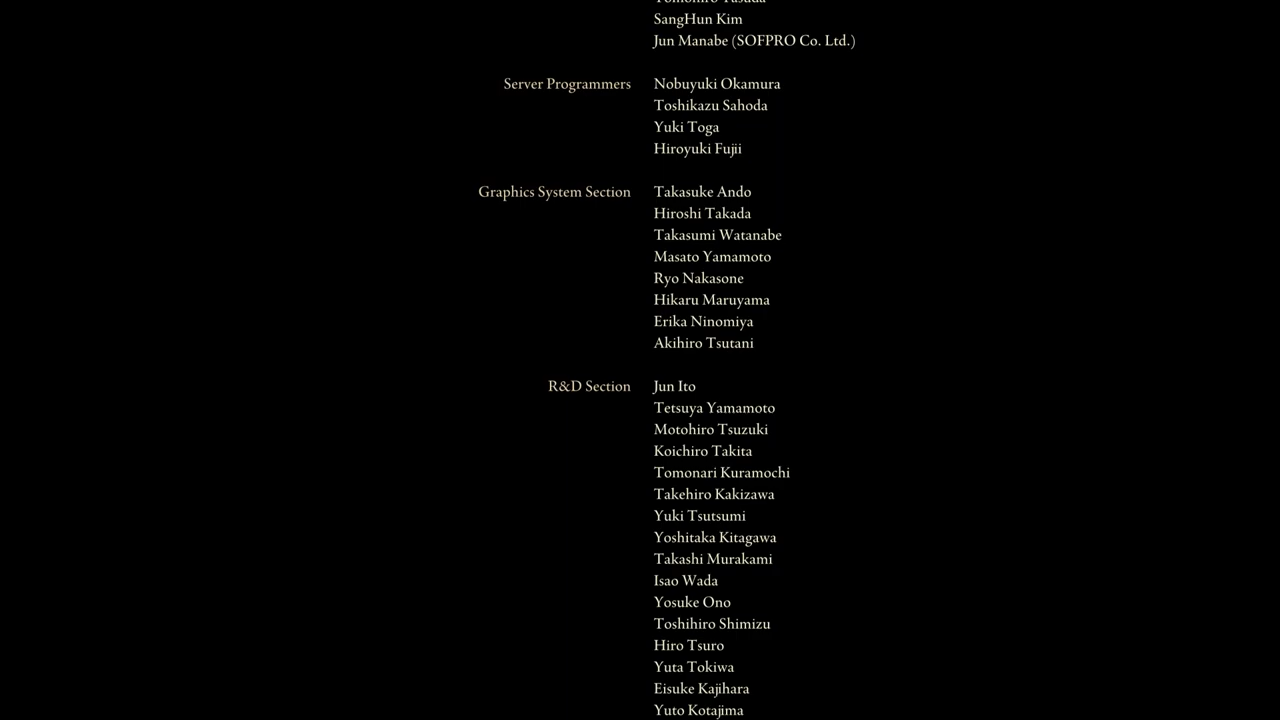 SangHun Kim
Jun Manabe (SOFPRO Co. Ltd.)
Server Programmers Nobuyuki Okamura
Toshikazu Sahoda
Yuki Toga
Hiroyuki Fujii
Graphics System Section Takasuke Ando
Hiroshi Takada
Takasumi Watanabe
Masato Yamamoto
Ryo Nakasone
Hikaru Maruyama
Erika Ninomiya
Akihiro Tsutani
R&D Section Jun Ito
Tetsuya Yamamoto
Motohiro Tsuzuki
Koichiro Takita
Tomonari Kuramochi
Takehiro Kakizawa
Yuki Tsutsumi
Yoshitaka Kitagawa
Takashi Murakami
Isao Wada
Yosuke Ono
Toshihiro Shimizu
Hiro Tsuro
Yuta Tokiwa
Eisuke Kajihara
Yuto Kotajima